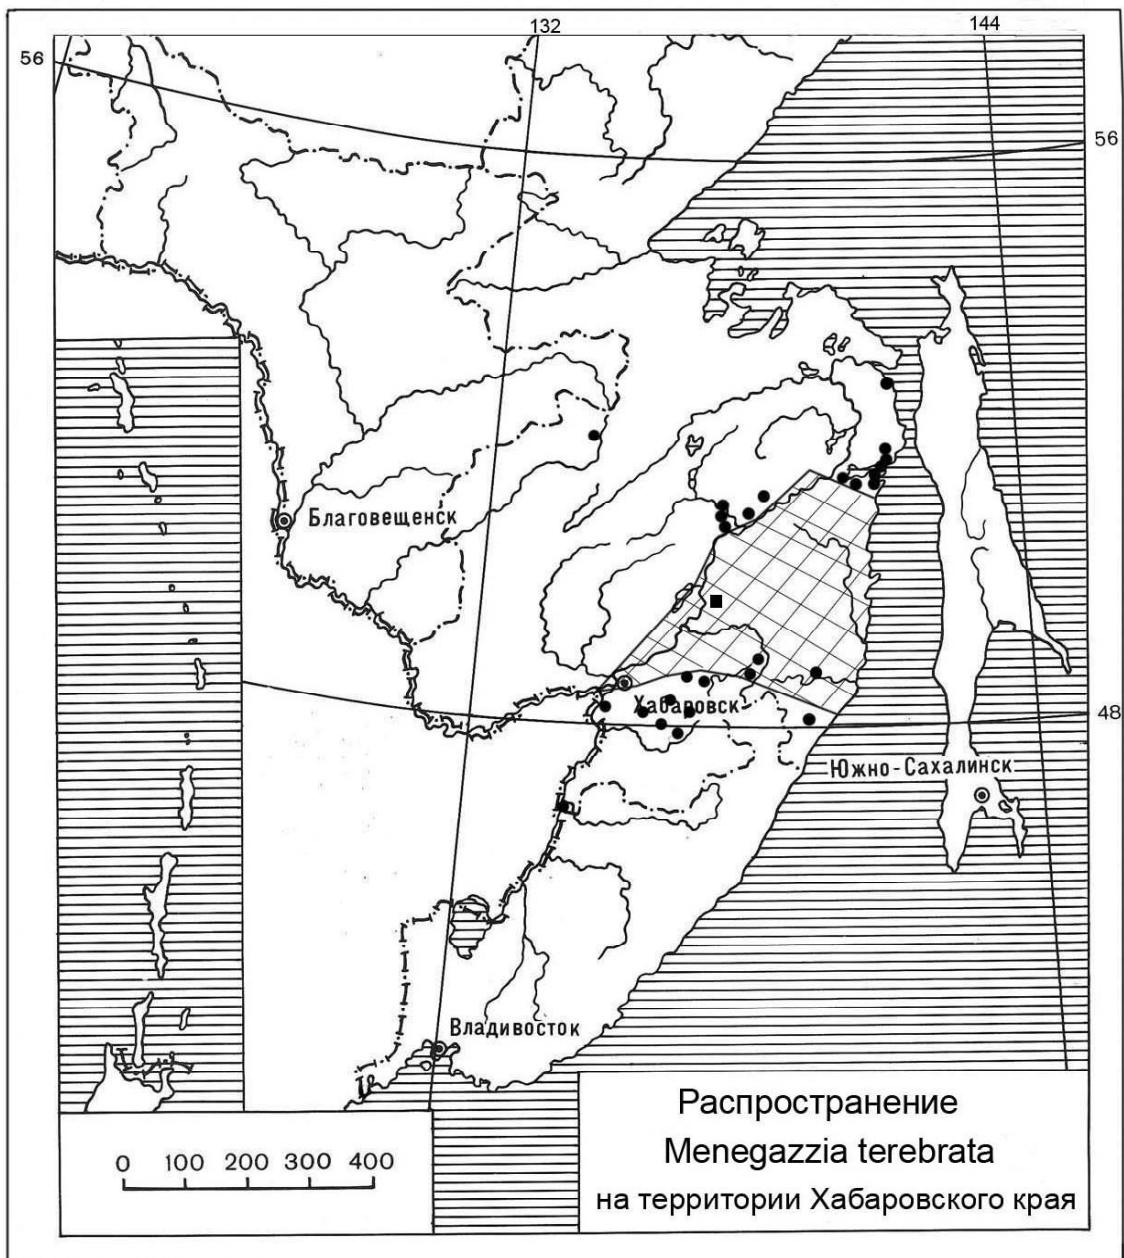 132
144
56
56
Благовещенск
Хабаровск
48
Южно-Сахалинск
Владивосток
0 100 200 300 400
Распространение
Menegazzia terebrata
на территории Хабаровского края